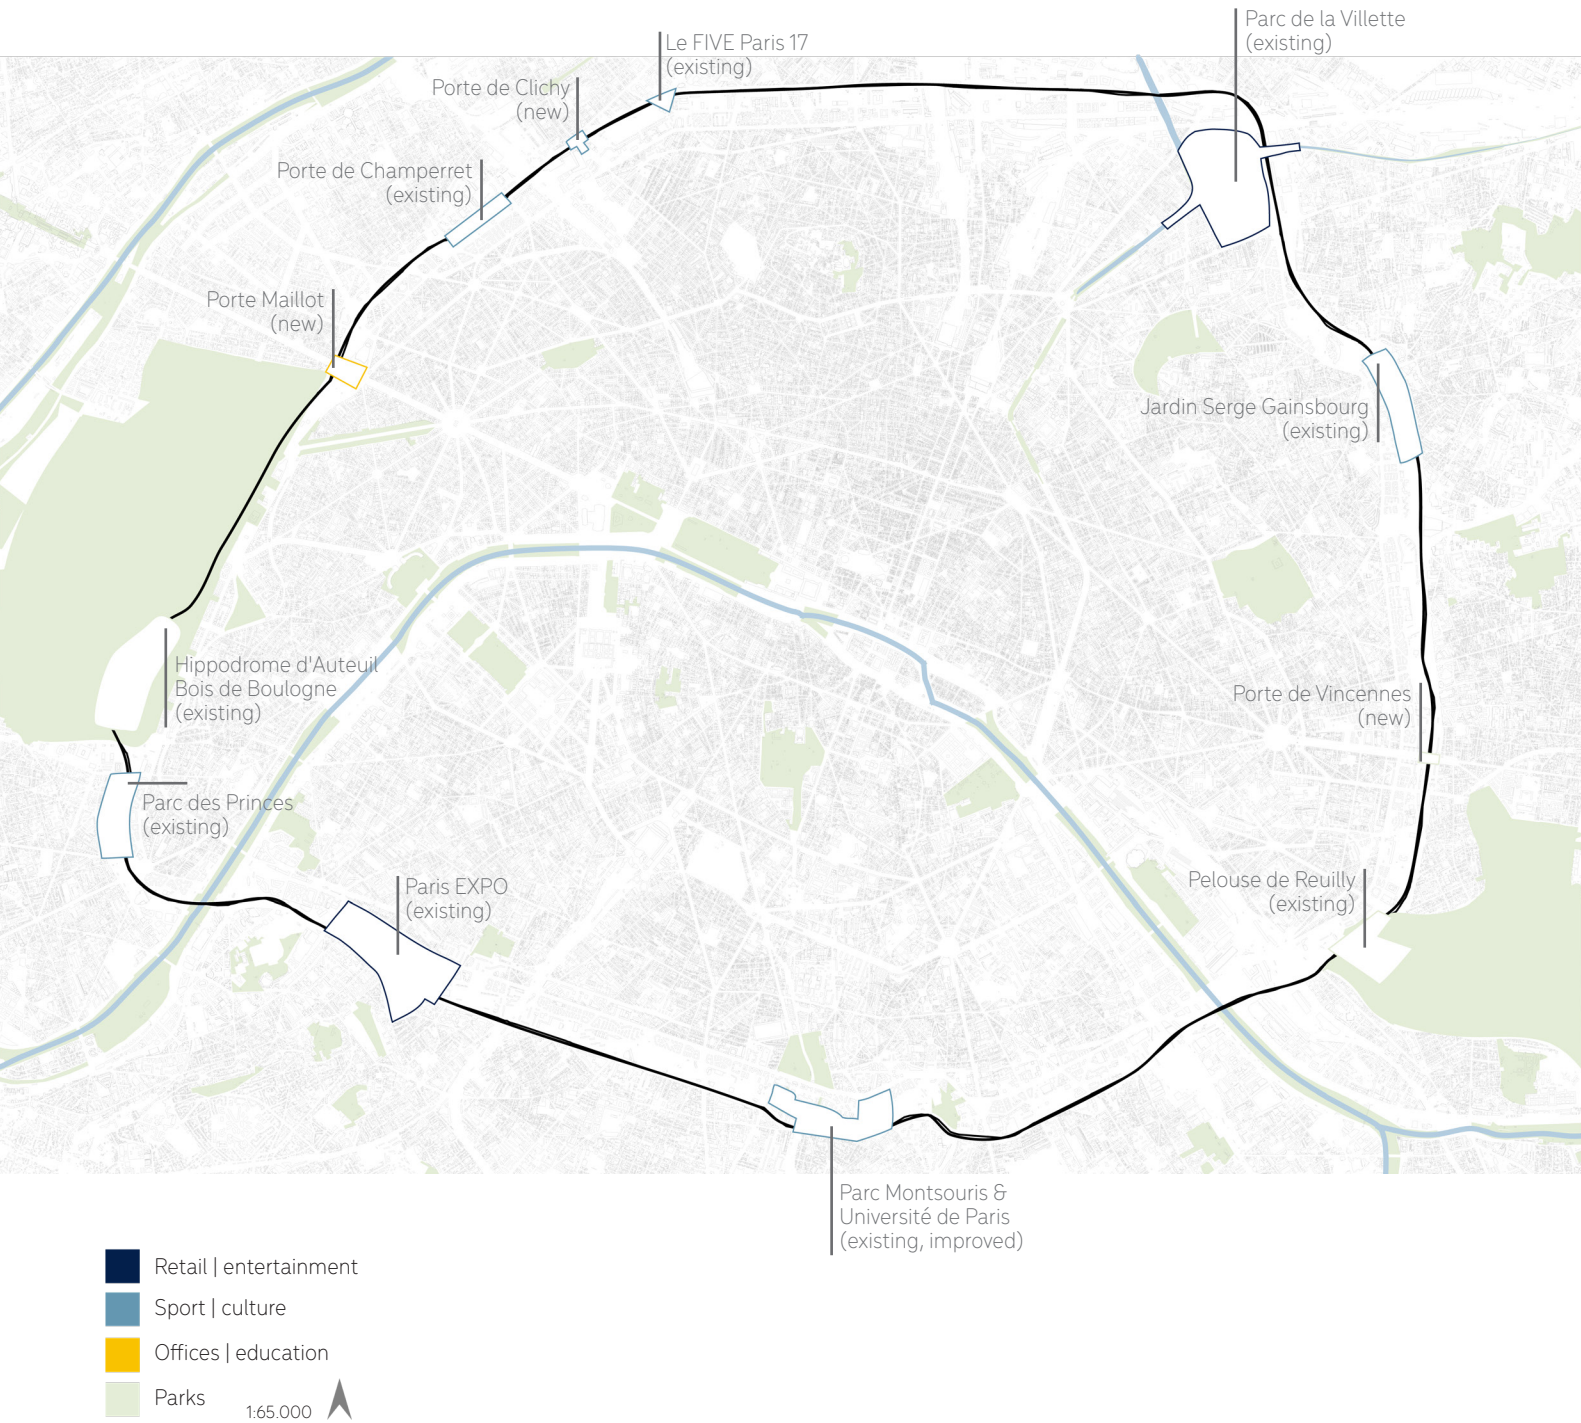 Parc de la Villette
(existing)
Le FIVE Paris 17
(existing)
Porte de Clichy
(new)
Porte de Champerret
(existing)
Porte Maillot
(new)
Jardin Serge Gainsbourg
(existing)
Hippodrome d'Auteuil
Bois de Boulogne
(existing)
Porte de Vincennes
(new)
Parc des Princes
(existing)
Paris EXPO
(existing)
Pelouse de Reuilly
(existing)
Parc Montsouris &
Université de Paris
(existing, improved)
Retail | entertainment
Sport | culture
Offices | education
Parks
1:65.000